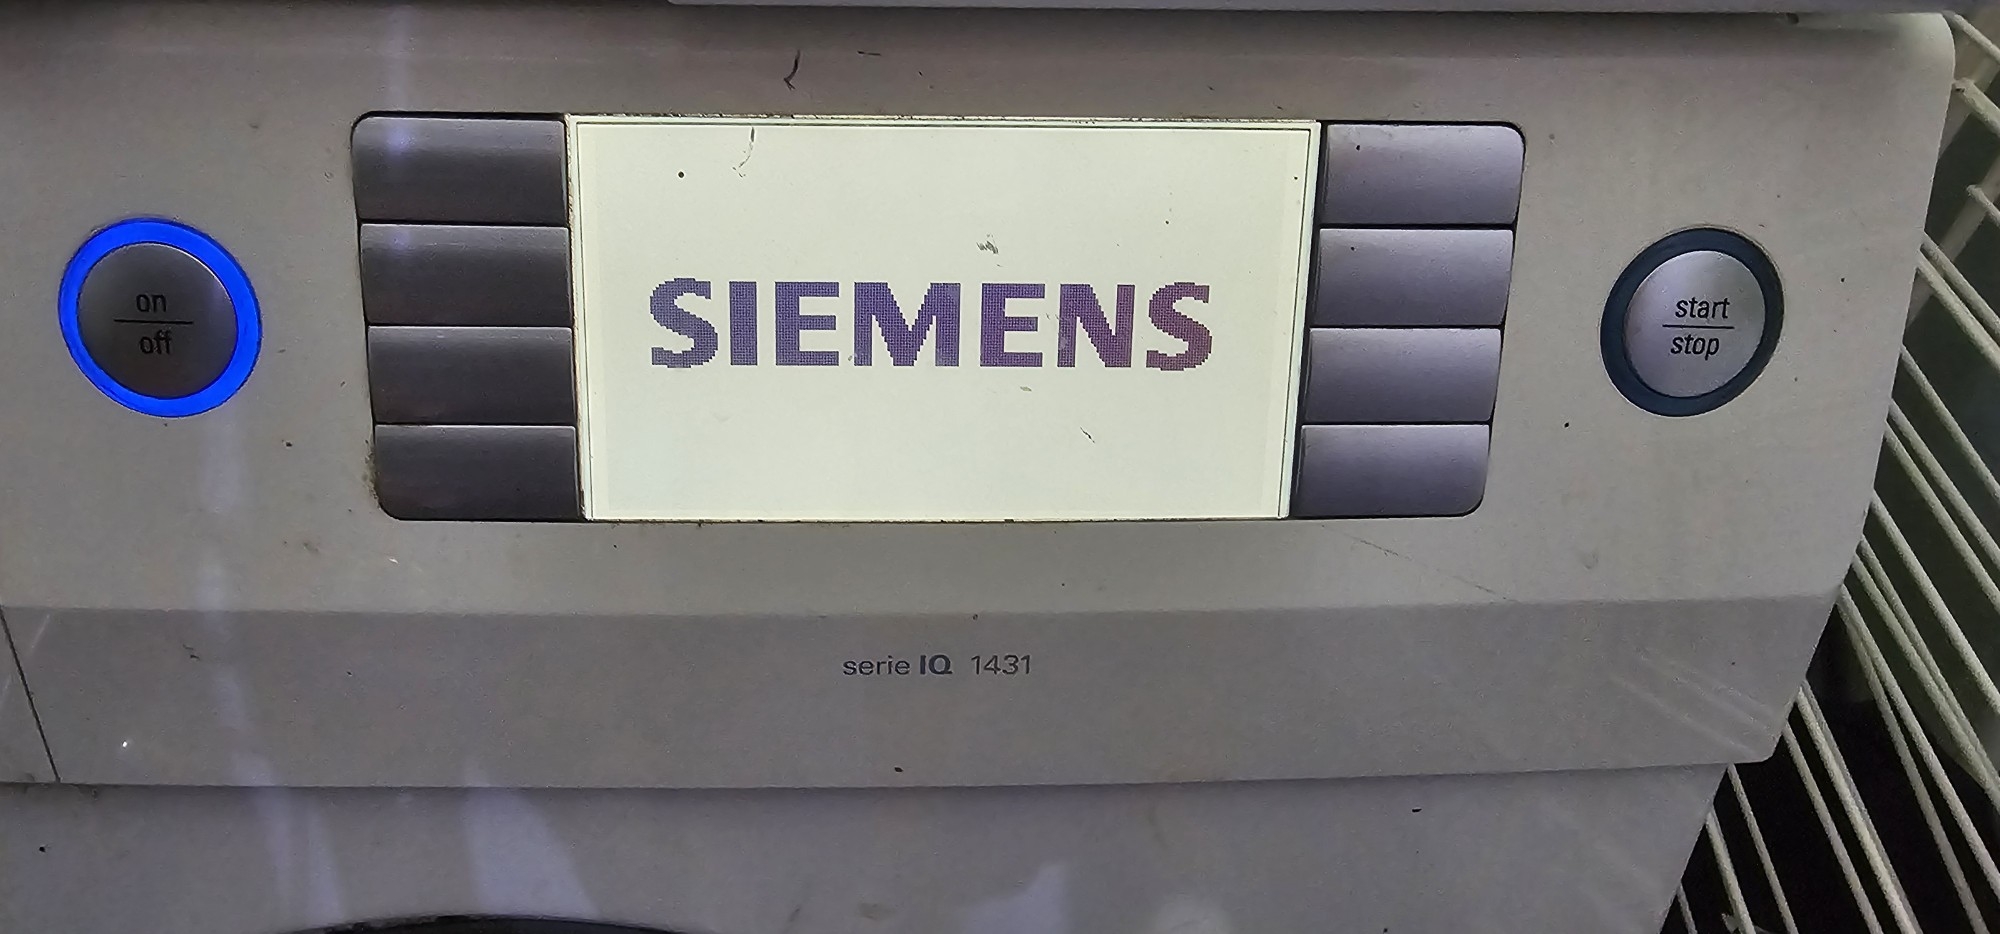 on
off
SIEMENS
start
stop
serie IQ 1431